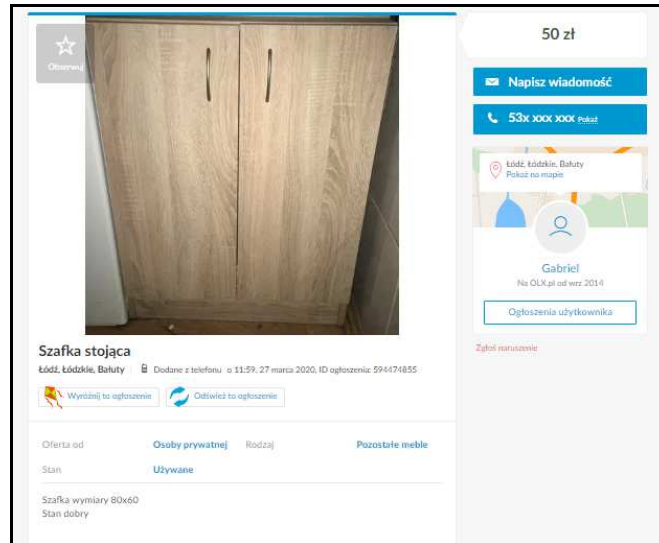 Obserwuj
50 zł
Napisz wiadomość
53x xxx xxx Pokaż
Łódź, Łódzkie, Bałuty
Pokaż na mapie
Gabriel
Na OLX.pl od wrz 2014
Ogłoszenia użytkownika
Zgłoś naruszenie
Szafka stojąca
Łódź, Łódzkie, Bałuty Dodane z telefonu o 11:59, 27 marca 2020, ID ogłoszenia: 594474855
Wyróżnij to ogłoszenie Odśwież to ogłoszenie
Oferta od Osoby prywatnej Rodzaj Pozostałe meble
Stan Używane
Szafka wymiary 80x60
Stan dobry